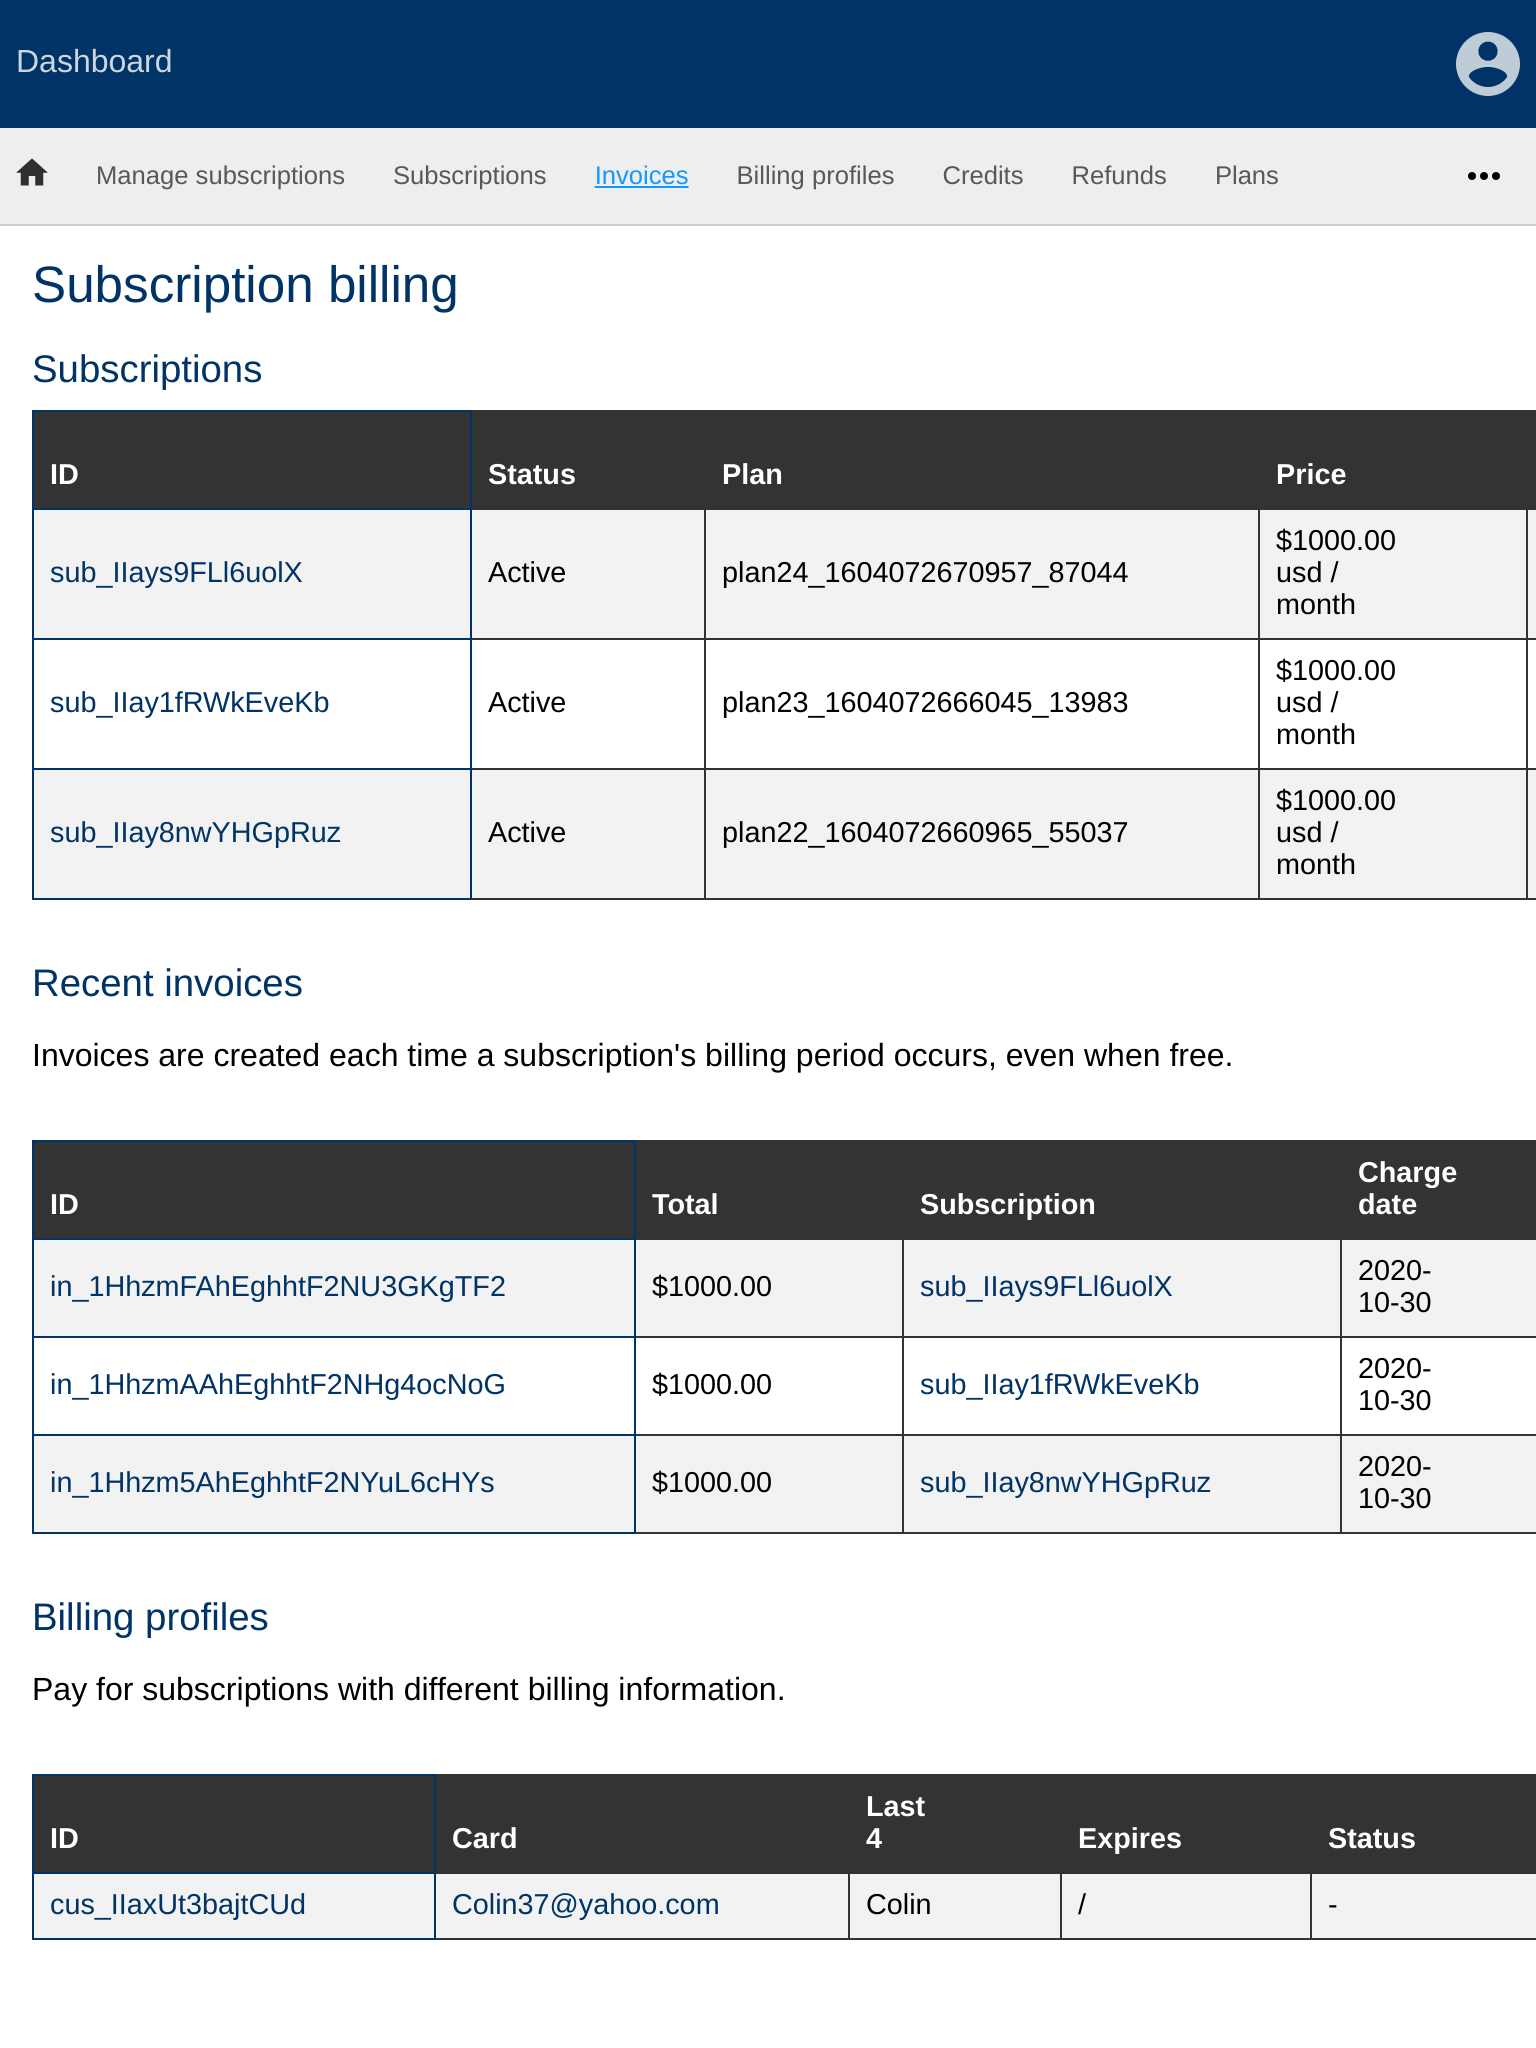 Dashboard
Manage subscriptions Subscriptions Invoices Billing profiles Credits Refunds Plans
Subscription billing
Subscriptions
ID Status Plan Price
sub_IIays9FLl6uolX Active plan24_1604072670957_87044 $1000.00 usd / month
sub_IIay1fRWkEveKb Active plan23_1604072666045_13983 $1000.00 usd / month
sub_IIay8nwYHGpRuz Active plan22_1604072660965_55037 $1000.00 usd / month
Recent invoices
Invoices are created each time a subscription's billing period occurs, even when free.
ID Total Subscription Charge date
in_1HhzmFAhEghhtF2NU3GKgTF2 $1000.00 sub_IIays9FLl6uolX 2020-10-30
in_1HhzmAAhEghhtF2NHg4ocNoG $1000.00 sub_IIay1fRWkEveKb 2020-10-30
in_1Hhzm5AhEghhtF2NYuL6cHYs $1000.00 sub_IIay8nwYHGpRuz 2020-10-30
Billing profiles
Pay for subscriptions with different billing information.
ID Card Last 4 Expires Status
cus_IIaxUt3bajtCUd Colin37@yahoo.com Colin / -